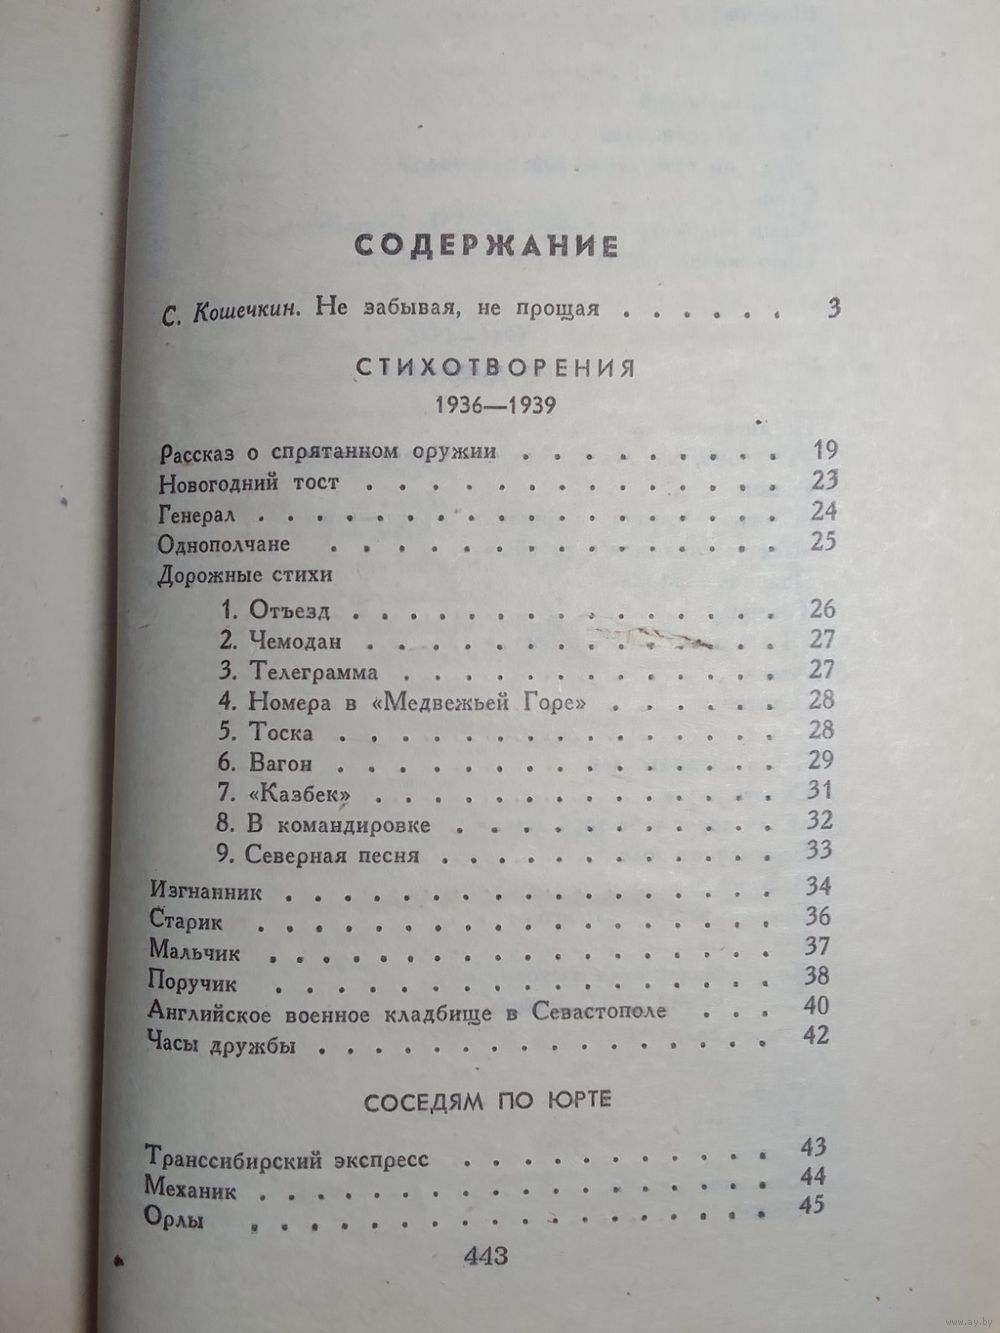 СОДЕРЖАНИЕ
С. Кошечкин. Не забывая, не прощая . . . . . . 3
СТИХОТВОРЕНИЯ
1936—1939
Рассказ о спрятанном оружии . . . . . . . . . 19
Новогодний тост . . . . . . . . . . . . . . 23
Генерал . . . . . . . . . . . . . . . . . . 24
Однополчане . . . . . . . . . . . . . . . . 25
Дорожные стихи
1. Отъезд . . . . . . . . . . . . . . . 26
2. Чемодан . . . . . . . . . . . . . . 27
3. Телеграмма . . . . . . . . . . . . . 27
4. Номера в «Медвежьей Горе» . . . . . . 28
5. Тоска . . . . . . . . . . . . . . . 28
6. Вагон . . . . . . . . . . . . . . . 29
7. «Казбек» . . . . . . . . . . . . . . 31
8. В командировке . . . . . . . . . . . 32
9. Северная песня . . . . . . . . . . . 33
Изгнанник . . . . . . . . . . . . . . . . . 34
Старик . . . . . . . . . . . . . . . . . . 36
Мальчик . . . . . . . . . . . . . . . . . 37
Поручик . . . . . . . . . . . . . . . . . 38
Английское военное кладбище в Севастополе . . . 40
Часы дружбы . . . . . . . . . . . . . . . . 42
СОСЕДЯМ ПО ЮРТЕ
Транссибирский экспресс . . . . . . . . . . . 43
Механик . . . . . . . . . . . . . . . . . . 44
Орлы . . . . . . . . . . . . . . . . . . 45
443
www.ay.by